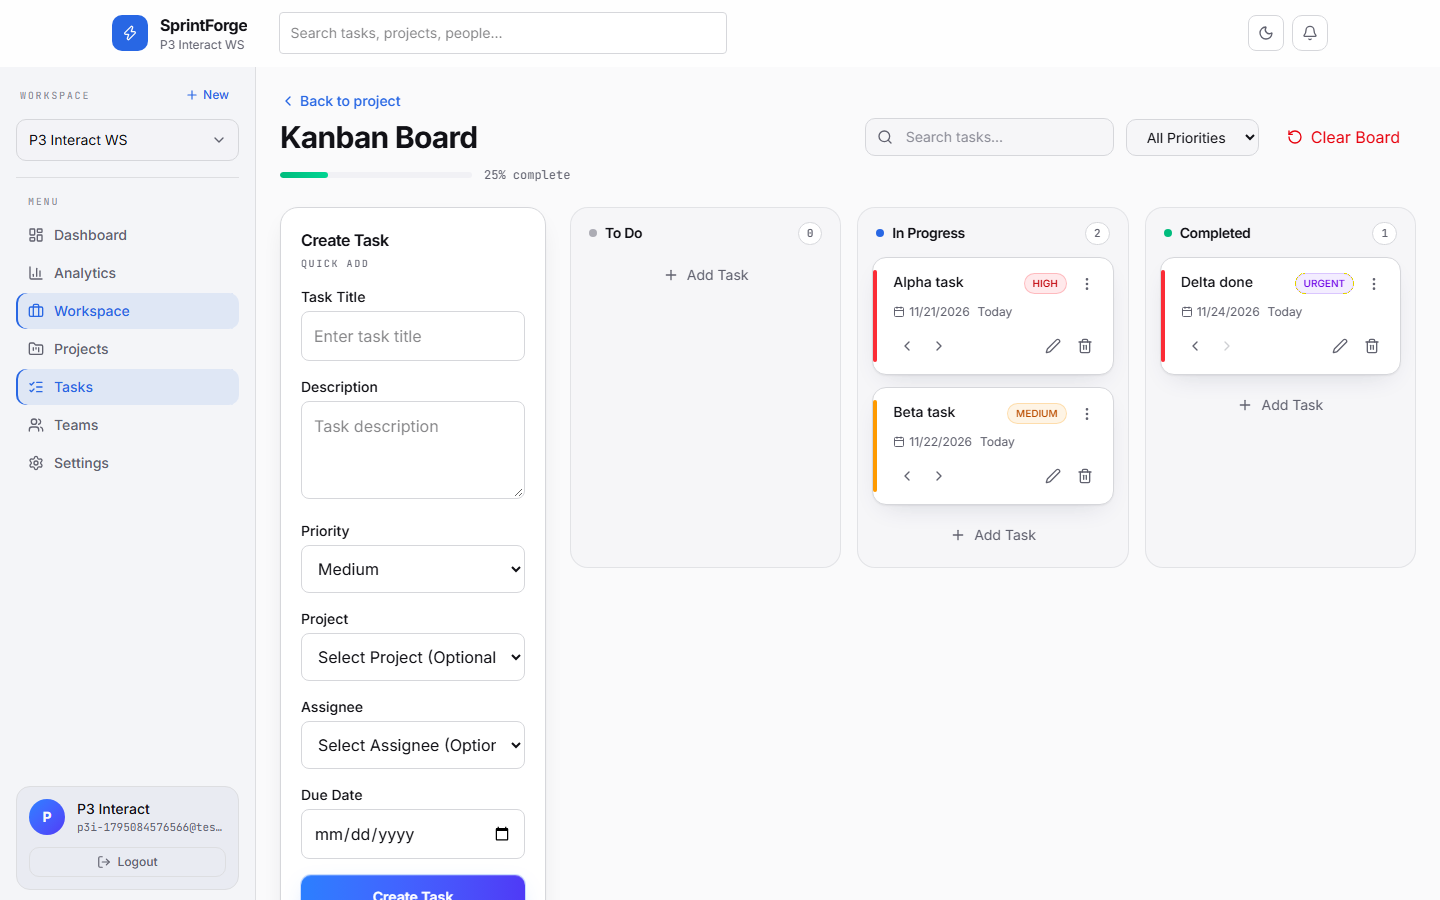 SprintForge
P3 Interact WS
Search tasks, projects, people...
WORKSPACE
New
P3 Interact WS
MENU
Dashboard
Analytics
Workspace
Projects
Tasks
Teams
Settings
P
P3 Interact
p3i-1795084576566@tes…
Logout
Back to project
Kanban Board
25% complete
Search tasks...
All Priorities
Clear Board
Create Task
QUICK ADD
Task Title
Enter task title
Description
Task description
Priority
Medium
Project
Select Project (Optional
Assignee
Select Assignee (Option
Due Date
mm/dd/yyyy
Create Task
To Do
0
Add Task
In Progress
2
Alpha task
HIGH
11/21/2026 Today
Beta task
MEDIUM
11/22/2026 Today
Add Task
Completed
1
Delta done
URGENT
11/24/2026 Today
Add Task